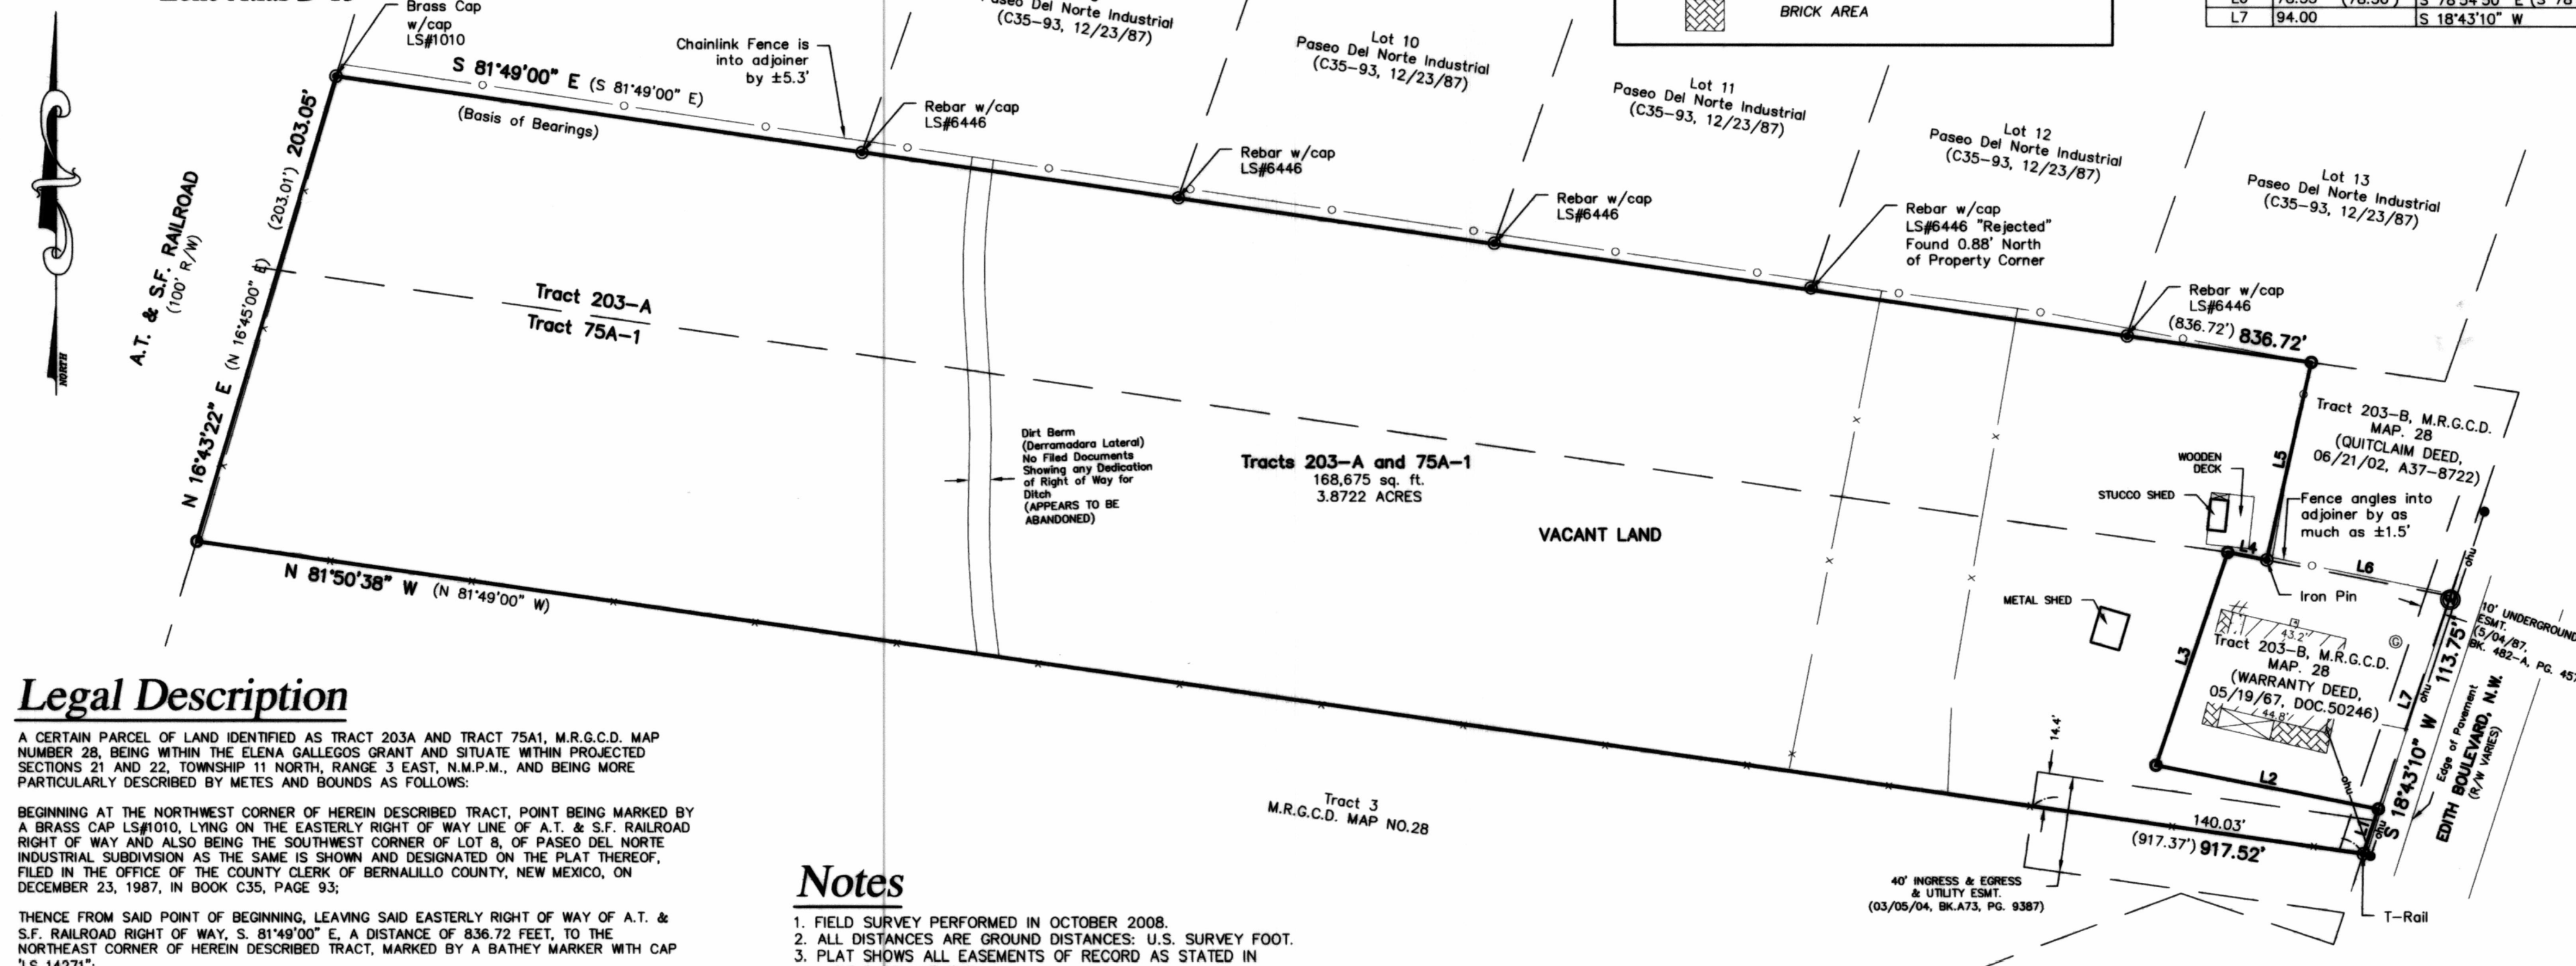 Brass Cap
w/cap
LS#1010
Chainlink Fence is
into adjoiner
by ±5.3'
Paseo Del Norte Industrial
(C35-93, 12/23/87)
Lot 10
Paseo Del Norte Industrial
(C35-93, 12/23/87)
BRICK AREA
L7 94.00 S 18°43'10" W
Lot 11
Paseo Del Norte Industrial
(C35-93, 12/23/87)
Lot 12
Paseo Del Norte Industrial
(C35-93, 12/23/87)
Lot 13
Paseo Del Norte Industrial
(C35-93, 12/23/87)
S 81°49'00" E (S 81°49'00" E)
(Basis of Bearings)
Rebar w/cap
LS#6446
Rebar w/cap
LS#6446
Rebar w/cap
LS#6446
Rebar w/cap
LS#6446 "Rejected"
Found 0.88' North
of Property Corner
Rebar w/cap
LS#6446
(836.72') 836.72'
NORTH
A.T. & S.F. RAILROAD
(100' R/W)
N 16°43'22" E (N 16°45'00" E) (203.01') 203.05'
Tract 203-A
Tract 75A-1
Dirt Berm
(Derramadara Lateral)
No Filed Documents
Showing any Dedication
of Right of Way for
Ditch
(APPEARS TO BE
ABANDONED)
Tracts 203-A and 75A-1
168,675 sq. ft.
3.8722 ACRES
VACANT LAND
WOODEN
DECK
STUCCO SHED
METAL SHED
L5
Tract 203-B, M.R.G.C.D.
MAP. 28
(QUITCLAIM DEED,
06/21/02, A37-8722)
Fence angles into
adjoiner by as
much as ±1.5'
L4
L6
Iron Pin
ohu
L3
43.2'
G
Tract 203-B, M.R.G.C.D.
MAP. 28
(WARRANTY DEED,
05/19/67, DOC.50246)
44.8'
L7
ohu
10' UNDERGROUND
ESMT.
(5/04/87,
BK. 482-A, PG. 457
S 18°43'10" W 113.75'
Edge of Pavement
EDITH BOULEVARD, N.W.
(R/W VARIES)
L2
ohu
L1
ohu
14.4'
140.03'
(917.37') 917.52'
40' INGRESS & EGRESS
& UTILITY ESMT.
(03/05/04, BK.A73, PG. 9387)
T-Rail
N 81°50'38" W (N 81°49'00" W)
Tract 3
M.R.G.C.D. MAP NO.28
Legal Description
A CERTAIN PARCEL OF LAND IDENTIFIED AS TRACT 203A AND TRACT 75A1, M.R.G.C.D. MAP
NUMBER 28, BEING WITHIN THE ELENA GALLEGOS GRANT AND SITUATE WITHIN PROJECTED
SECTIONS 21 AND 22, TOWNSHIP 11 NORTH, RANGE 3 EAST, N.M.P.M., AND BEING MORE
PARTICULARLY DESCRIBED BY METES AND BOUNDS AS FOLLOWS:
BEGINNING AT THE NORTHWEST CORNER OF HEREIN DESCRIBED TRACT, POINT BEING MARKED BY
A BRASS CAP LS#1010, LYING ON THE EASTERLY RIGHT OF WAY LINE OF A.T. & S.F. RAILROAD
RIGHT OF WAY AND ALSO BEING THE SOUTHWEST CORNER OF LOT 8, OF PASEO DEL NORTE
INDUSTRIAL SUBDIVISION AS THE SAME IS SHOWN AND DESIGNATED ON THE PLAT THEREOF,
FILED IN THE OFFICE OF THE COUNTY CLERK OF BERNALILLO COUNTY, NEW MEXICO, ON
DECEMBER 23, 1987, IN BOOK C35, PAGE 93;
THENCE FROM SAID POINT OF BEGINNING, LEAVING SAID EASTERLY RIGHT OF WAY OF A.T. &
S.F. RAILROAD RIGHT OF WAY, S. 81°49'00" E, A DISTANCE OF 836.72 FEET, TO THE
NORTHEAST CORNER OF HEREIN DESCRIBED TRACT, MARKED BY A BATHEY MARKER WITH CAP
"LS 14271";
Notes
1. FIELD SURVEY PERFORMED IN OCTOBER 2008.
2. ALL DISTANCES ARE GROUND DISTANCES: U.S. SURVEY FOOT.
3. PLAT SHOWS ALL EASEMENTS OF RECORD AS STATED IN